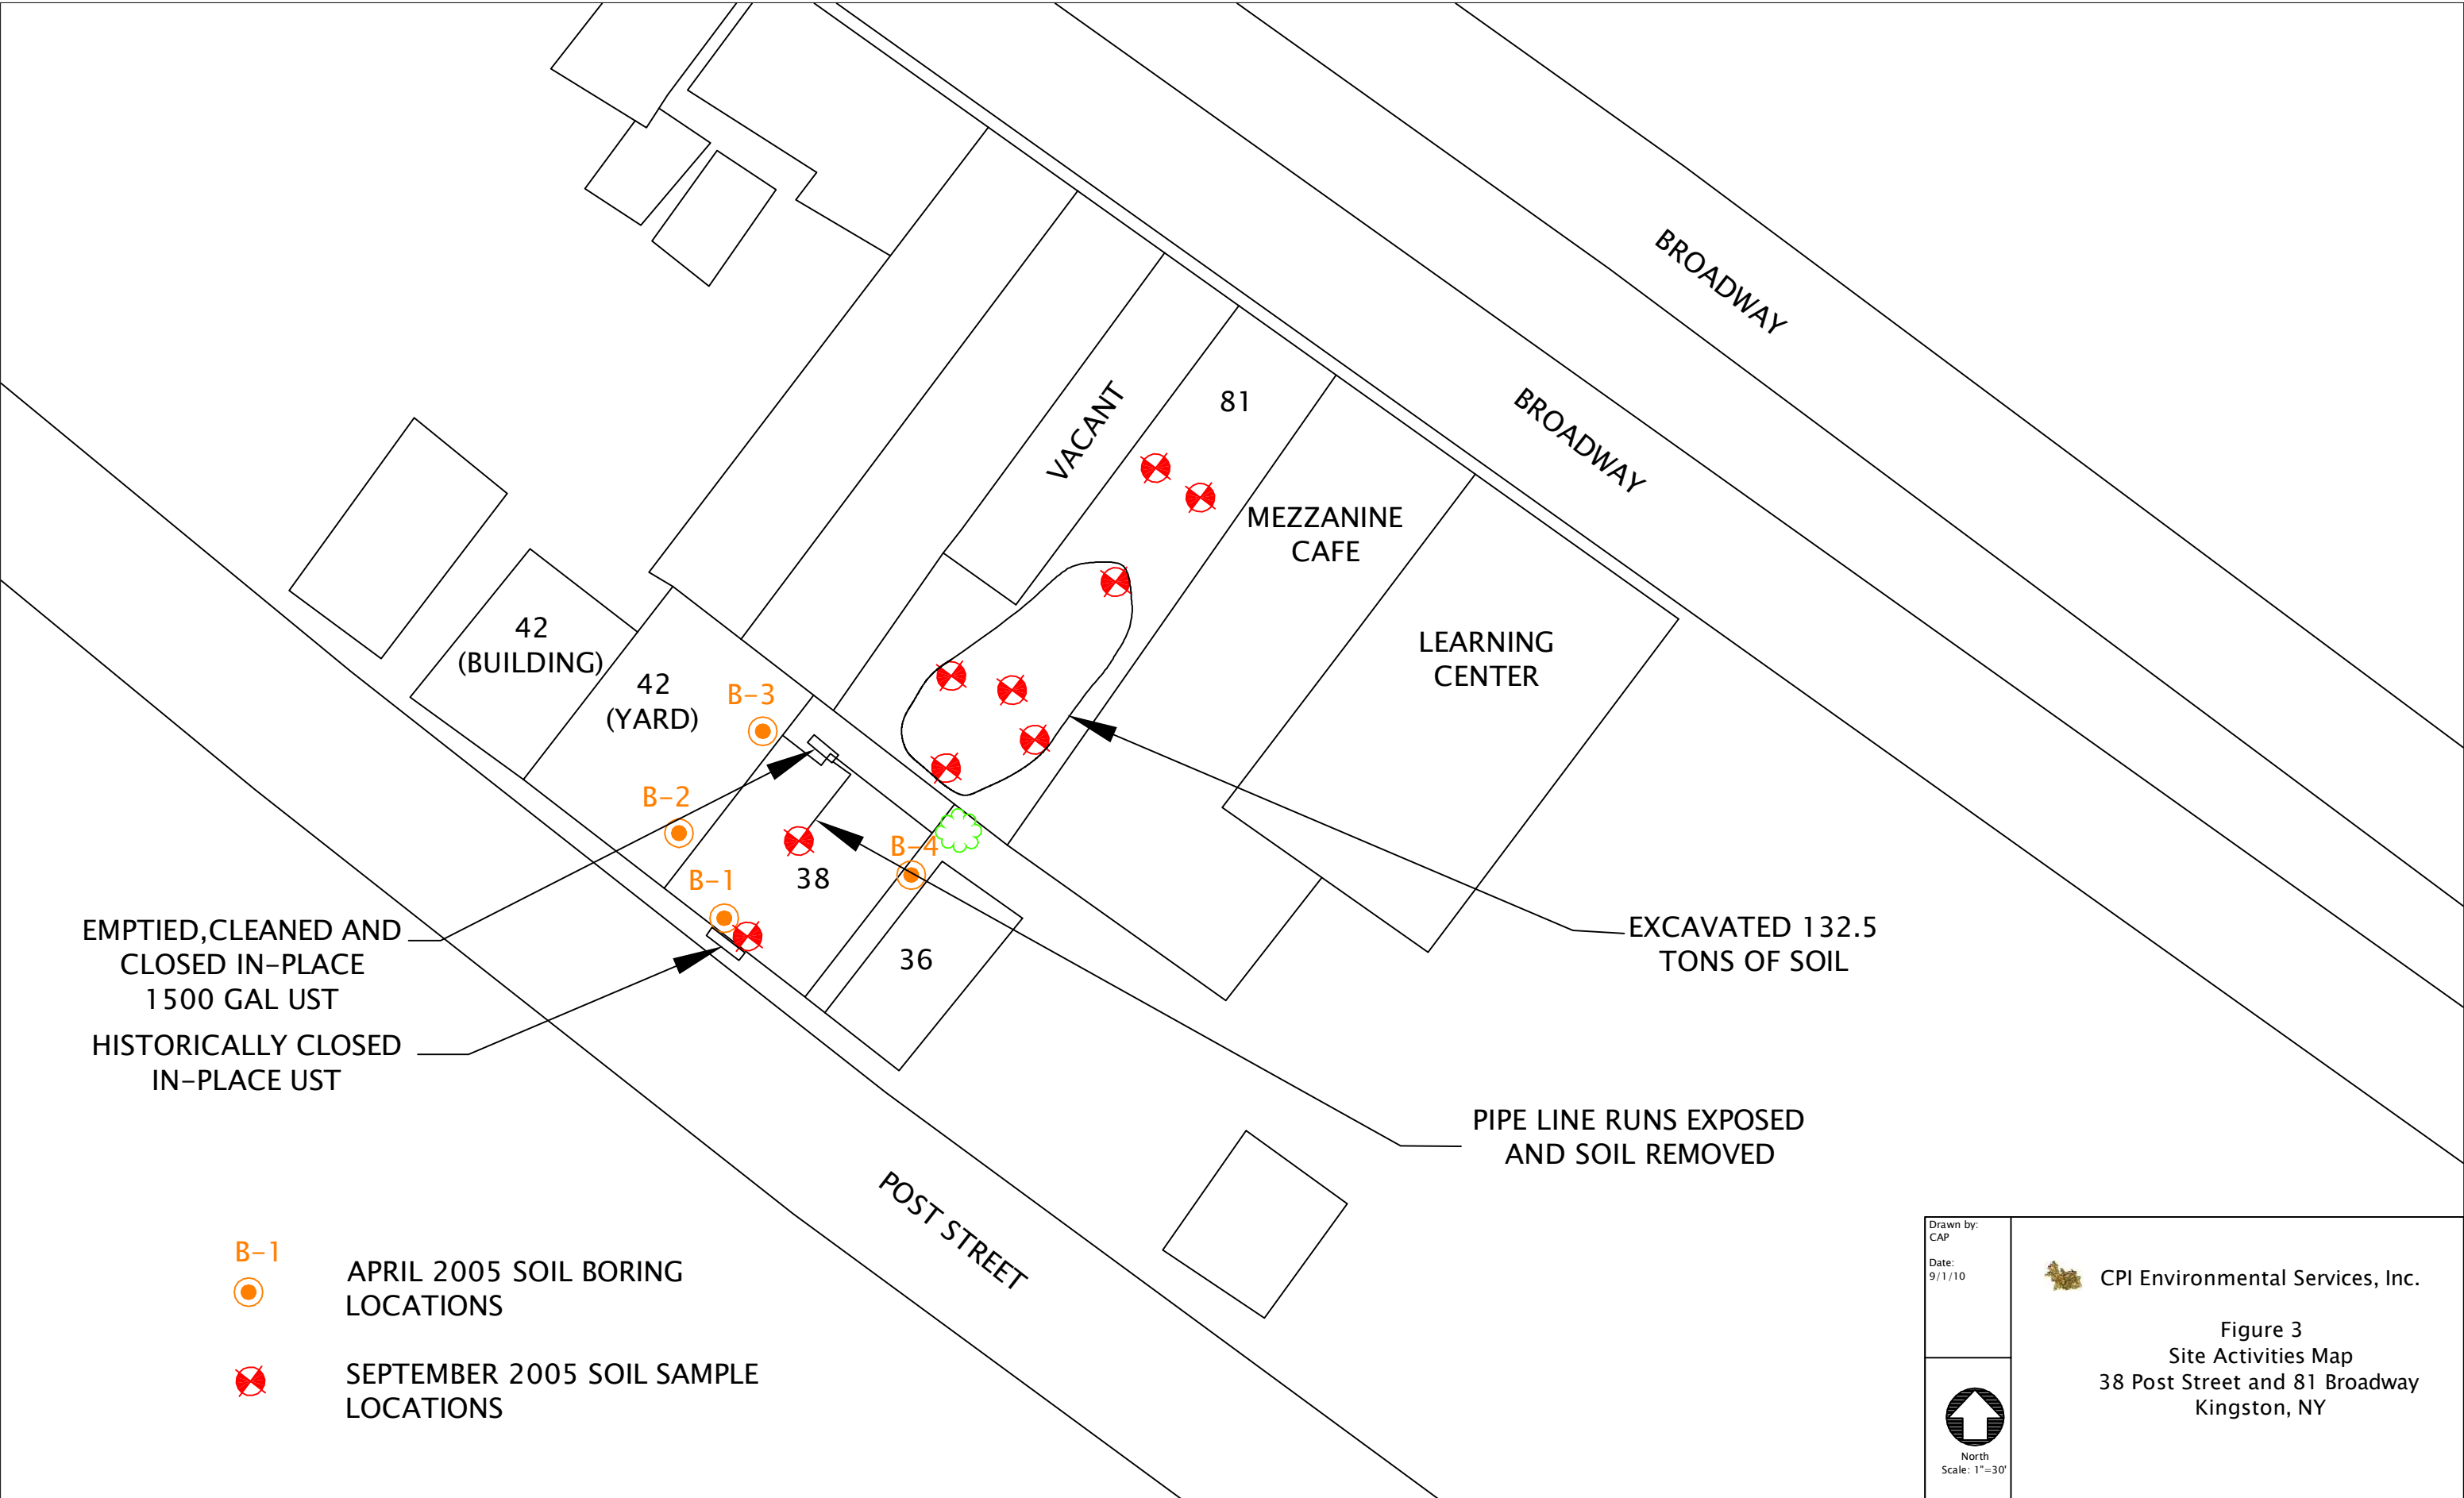 BROADWAY
BROADWAY
81
VACANT
MEZZANINE
CAFE
LEARNING
CENTER
42
(BUILDING)
42
(YARD)
B-3
B-2
B-4
B-1
38
36
EMPTIED,CLEANED AND
CLOSED IN-PLACE
1500 GAL UST
HISTORICALLY CLOSED
IN-PLACE UST
EXCAVATED 132.5
TONS OF SOIL
PIPE LINE RUNS EXPOSED
AND SOIL REMOVED
POST STREET
B-1
APRIL 2005 SOIL BORING
LOCATIONS
SEPTEMBER 2005 SOIL SAMPLE
LOCATIONS
Drawn by:
CAP
Date:
9/1/10
North
Scale: 1"=30'
CPI Environmental Services, Inc.
Figure 3
Site Activities Map
38 Post Street and 81 Broadway
Kingston, NY